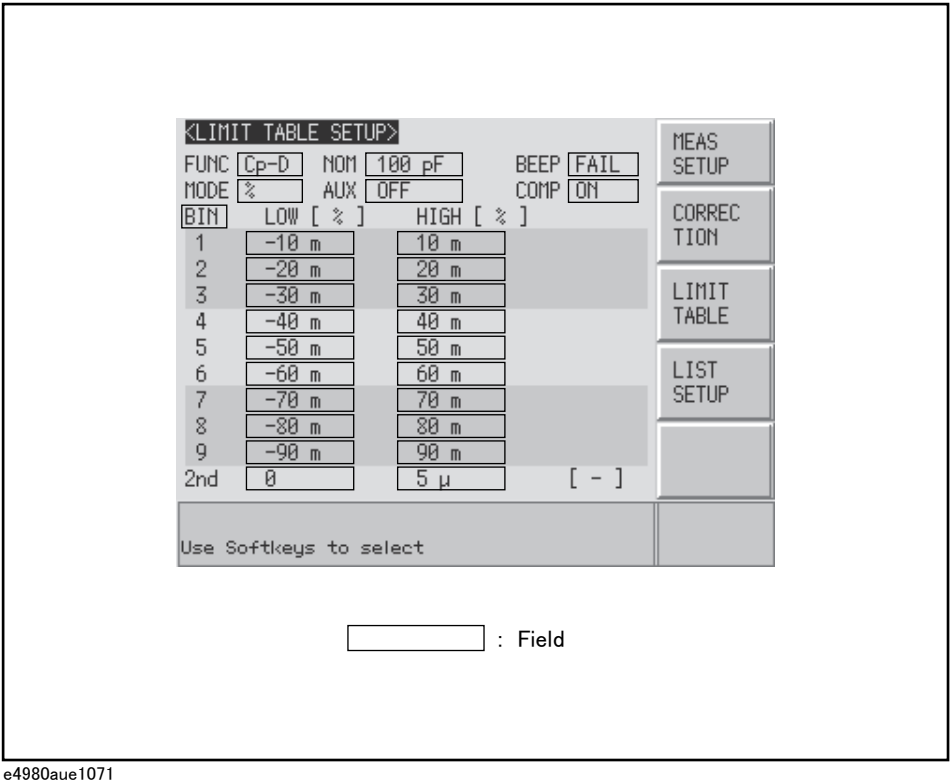 <LIMIT TABLE SETUP>
FUNC Cp-D NOM 100 pF BEEP FAIL
MODE % AUX OFF COMP ON
BIN LOW [ % ] HIGH [ % ]
1 -10 m 10 m
2 -20 m 20 m
3 -30 m 30 m
4 -40 m 40 m
5 -50 m 50 m
6 -60 m 60 m
7 -70 m 70 m
8 -80 m 80 m
9 -90 m 90 m
2nd 0 5 µ [ - ]
Use Softkeys to select
MEAS
SETUP
CORREC
TION
LIMIT
TABLE
LIST
SETUP
: Field
e4980aue1071